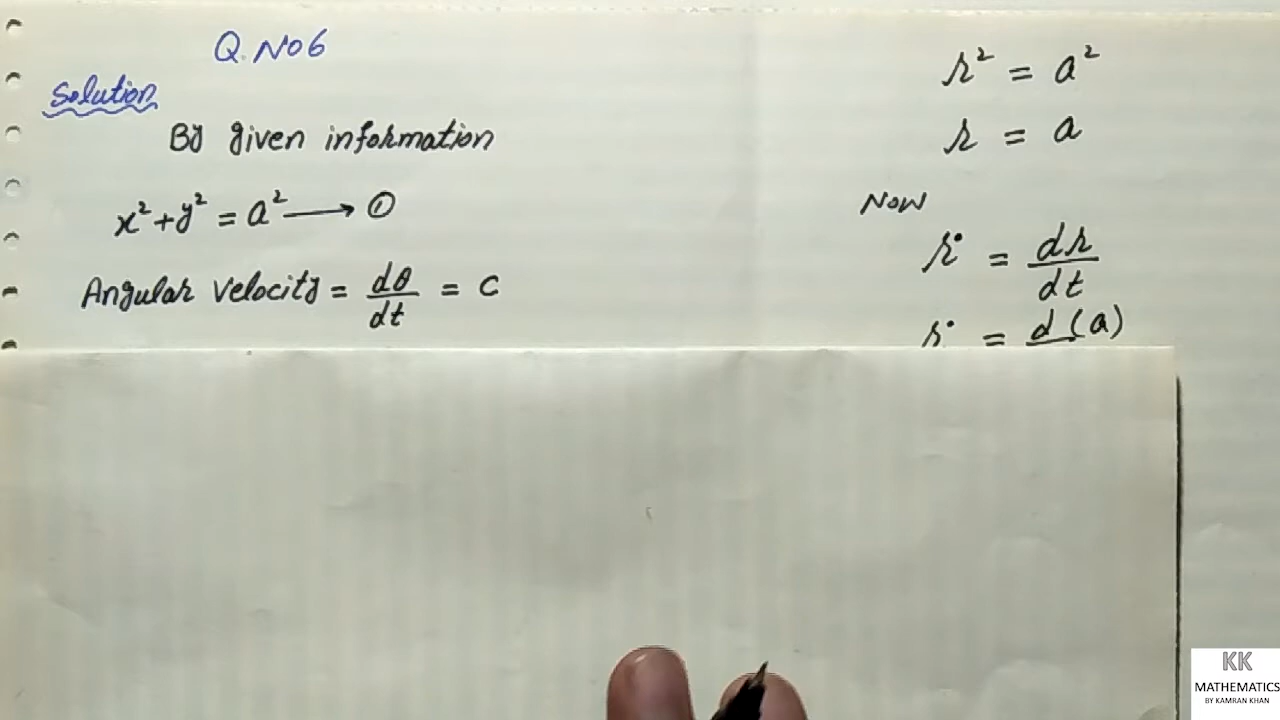 Q.No6
Solution
By given information
x² + y² = a² ⟶ ①
Angular velocity = dθ/dt = c
r² = a²
r = a
Now
ṙ = dr/dt
ṙ = d(a)
KK
MATHEMATICS
BY KAMRAN KHAN